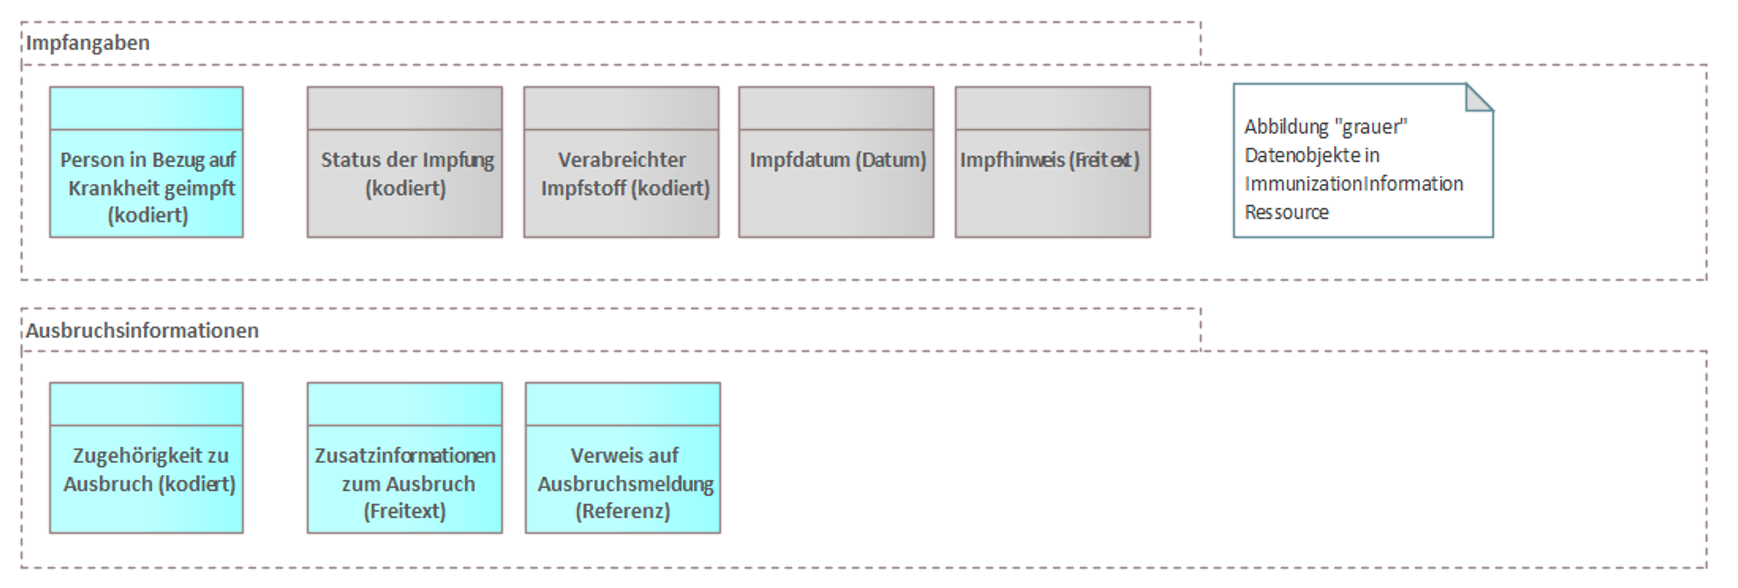 Impfangaben
Person in Bezug auf
Krankheit geimpft
(kodiert)
Status der Impfung
(kodiert)
Verabreichter
Impfstoff (kodiert)
Impfdatum (Datum)
Impfhinweis (Freitext)
Abbildung "grauer"
Datenobjekte in
ImmunizationInformation
Ressource
Ausbruchsinformationen
Zugehörigkeit zu
Ausbruch (kodiert)
Zusatzinformationen
zum Ausbruch
(Freitext)
Verweis auf
Ausbruchsmeldung
(Referenz)